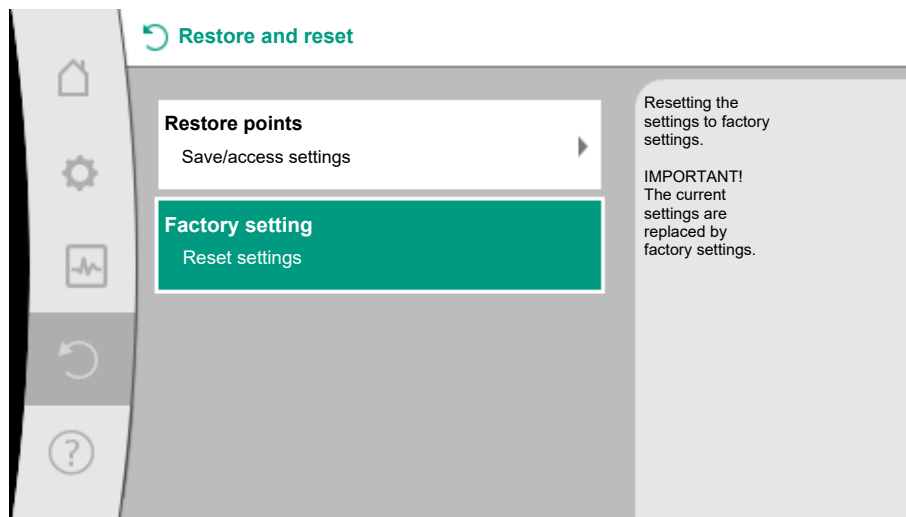 Restore and reset
Restore points
Save/access settings
Factory setting
Reset settings
Resetting the
settings to factory
settings.
IMPORTANT!
The current
settings are
replaced by
factory settings.
?